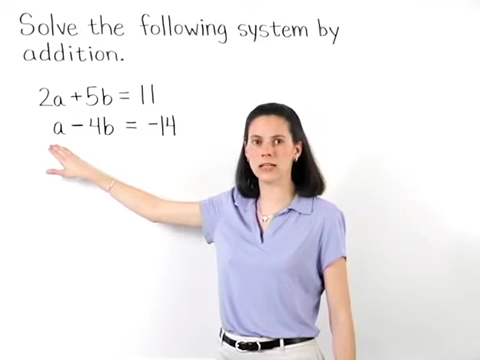 Solve the following system by
addition.
2a + 5b = 11
a - 4b = -14